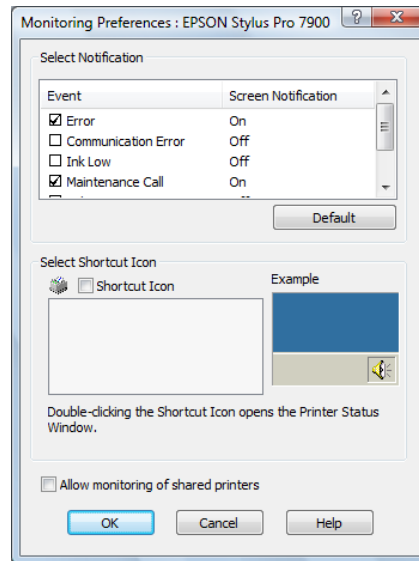 Monitoring Preferences : EPSON Stylus Pro 7900
Select Notification
Event Screen Notification
Error On
Communication Error Off
Ink Low Off
Maintenance Call On
Default
Select Shortcut Icon
Shortcut Icon
Example
Double-clicking the Shortcut Icon opens the Printer Status
Window.
Allow monitoring of shared printers
OK Cancel Help